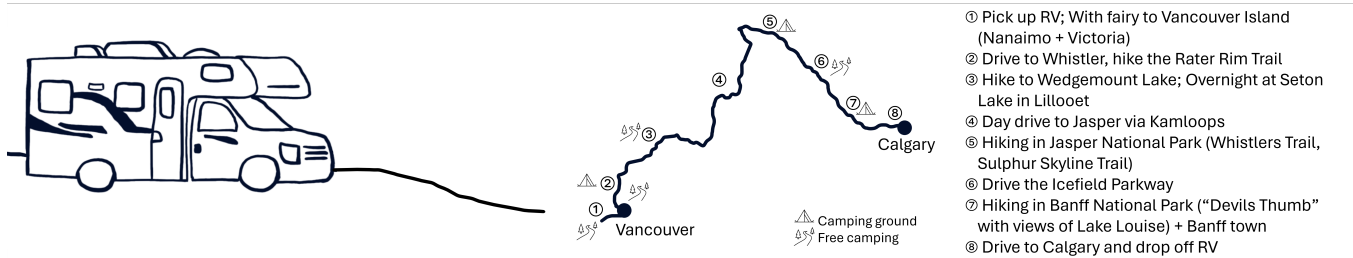 ⑤
⑥
④
⑦
⑧
Calgary
③
②
①
Vancouver
Camping ground
Free camping
① Pick up RV; With fairy to Vancouver Island
(Nanaimo + Victoria)
② Drive to Whistler, hike the Rater Rim Trail
③ Hike to Wedgemount Lake; Overnight at Seton
Lake in Lillooet
④ Day drive to Jasper via Kamloops
⑤ Hiking in Jasper National Park (Whistlers Trail,
Sulphur Skyline Trail)
⑥ Drive the Icefield Parkway
⑦ Hiking in Banff National Park (“Devils Thumb”
with views of Lake Louise) + Banff town
⑧ Drive to Calgary and drop off RV